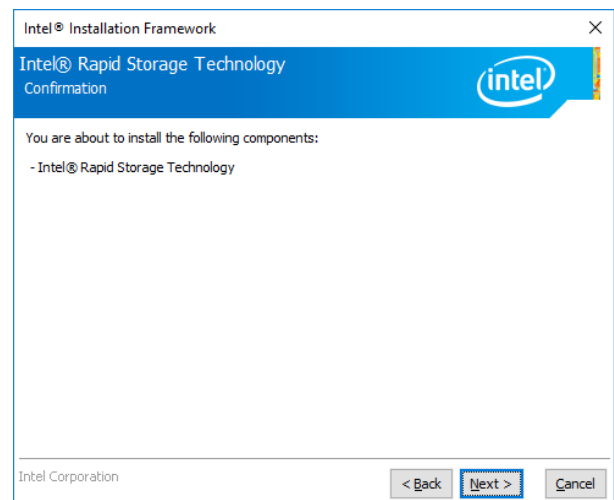 Intel® Installation Framework
Intel® Rapid Storage Technology
Confirmation
intel
You are about to install the following components:
- Intel® Rapid Storage Technology
Intel Corporation
< Back Next > Cancel